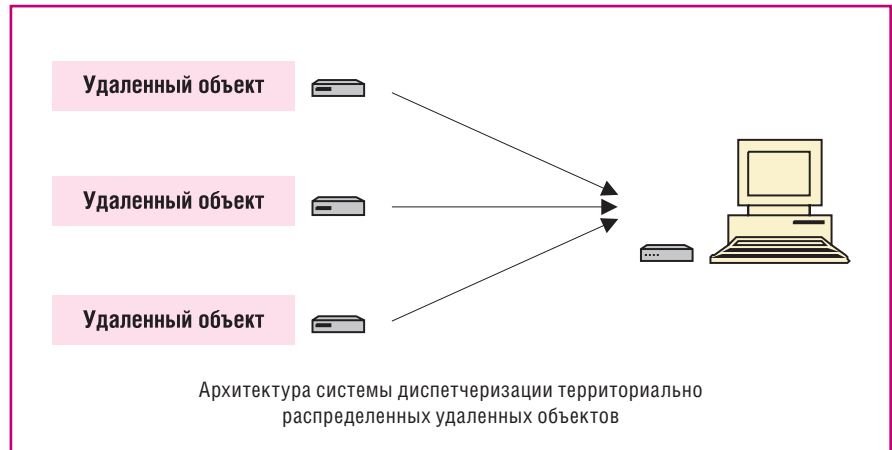 Удаленный объект
Удаленный объект
Удаленный объект
Архитектура системы диспетчеризации территориально
распределенных удаленных объектов